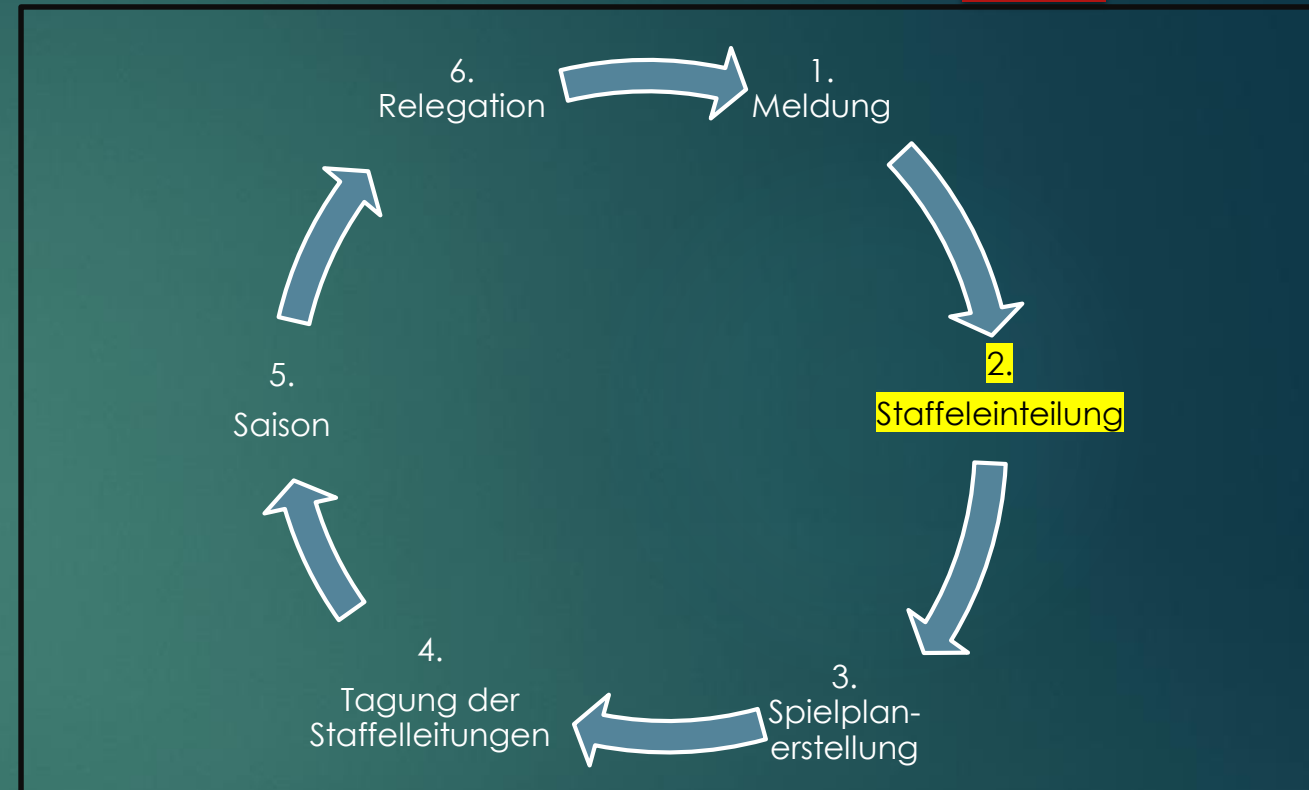 1.
Meldung
2.
Staffeleinteilung
3.
Spielplan-
erstellung
4.
Tagung der
Staffelleitungen
5.
Saison
6.
Relegation